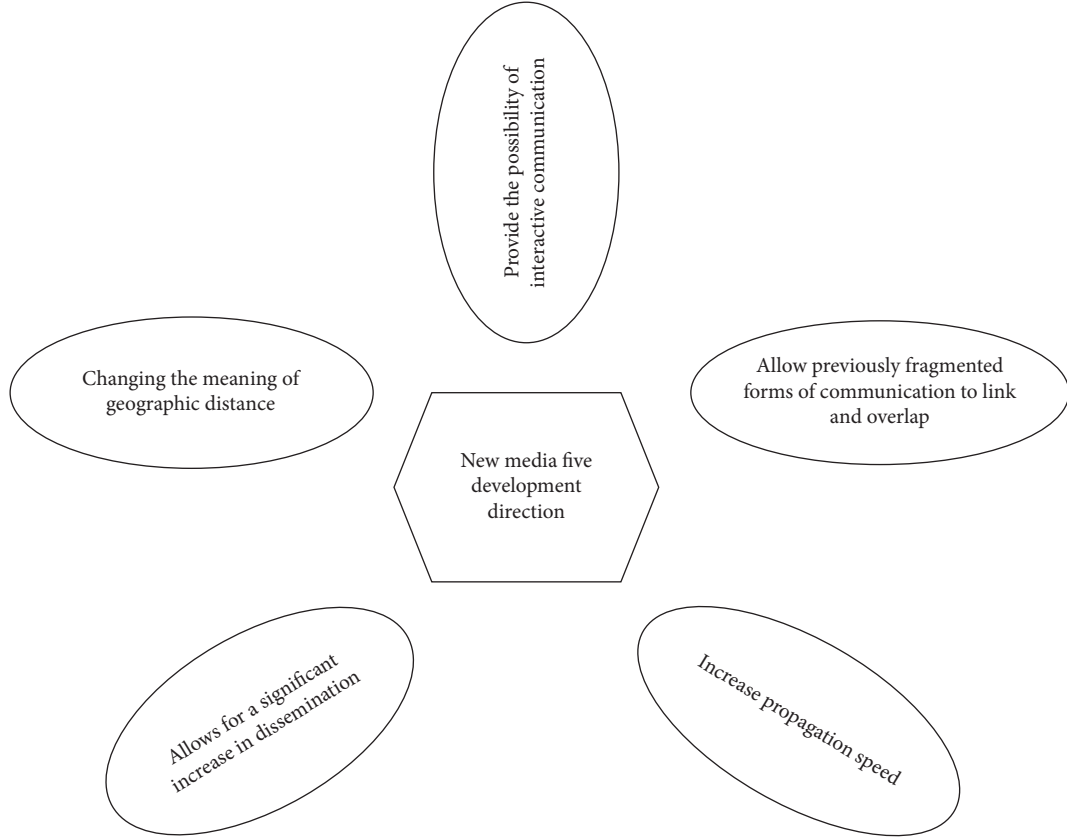 Provide the possibility of
interactive communication
Changing the meaning of
geographic distance
Allow previously fragmented
forms of communication to link
and overlap
New media five
development
direction
Allows for a significant
increase in dissemination
Increase propagation speed